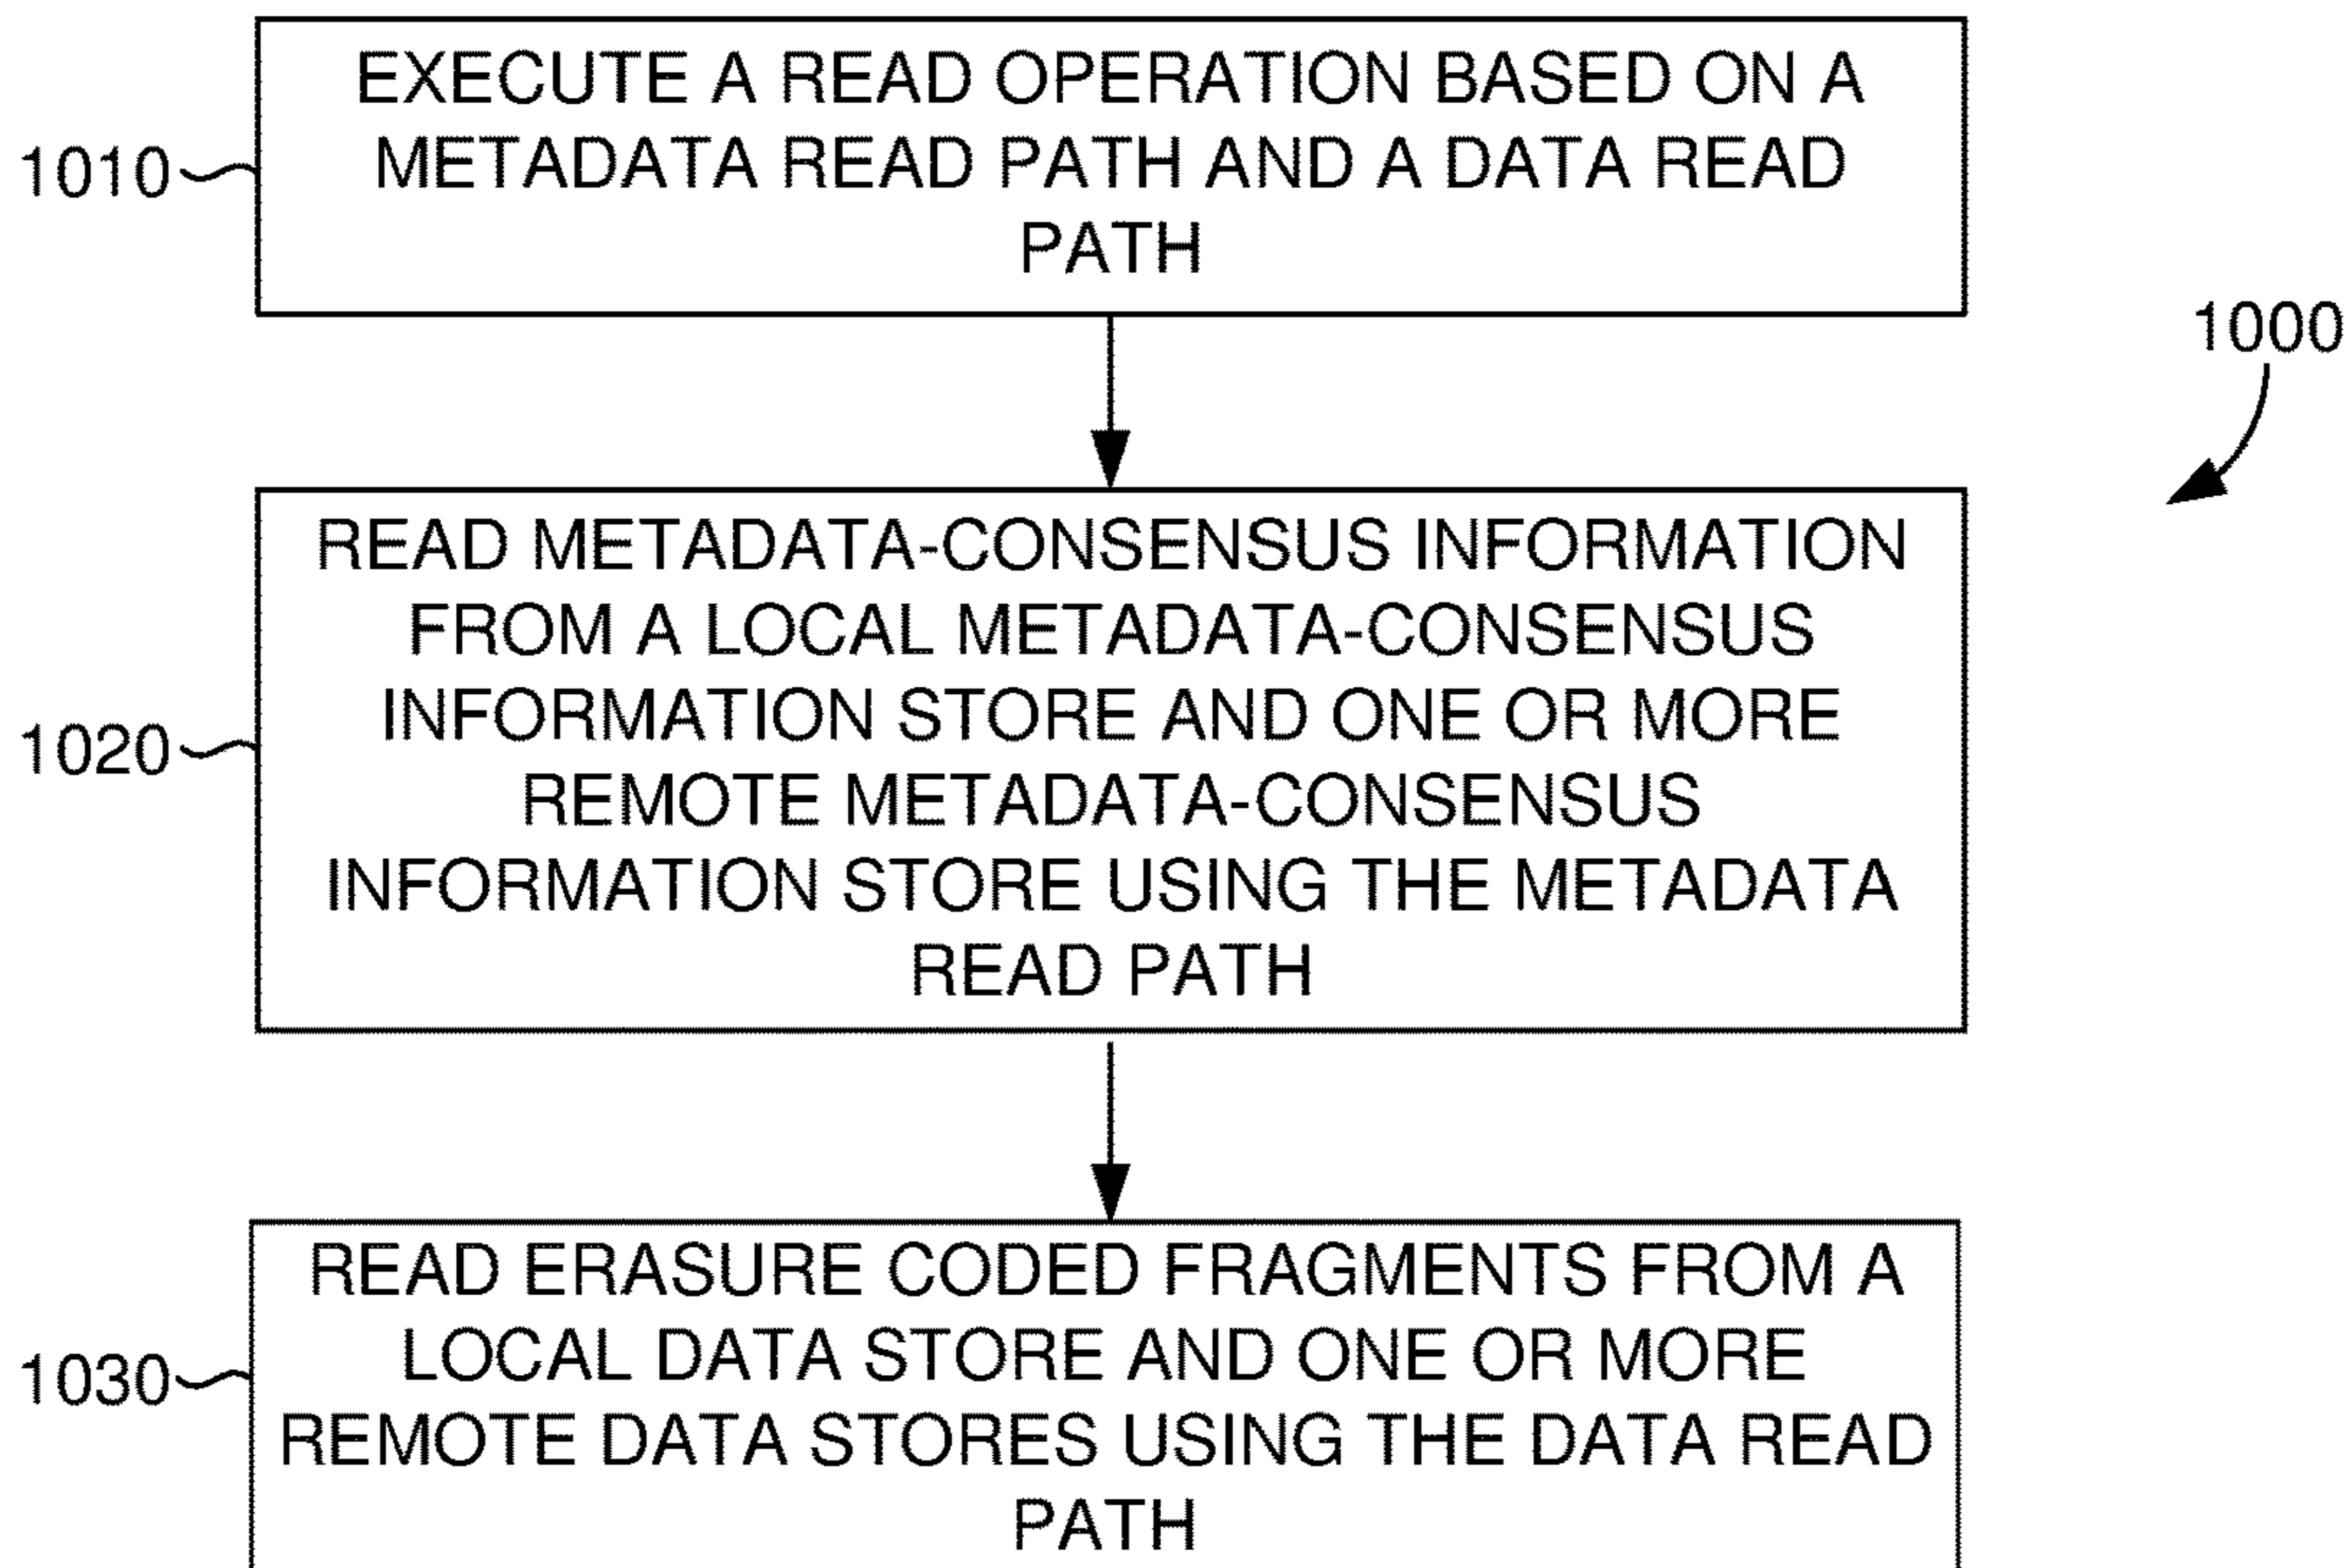 EXECUTE A READ OPERATION BASED ON A
METADATA READ PATH AND A DATA READ
PATH
1010
1000
READ METADATA-CONSENSUS INFORMATION
FROM A LOCAL METADATA-CONSENSUS
INFORMATION STORE AND ONE OR MORE
REMOTE METADATA-CONSENSUS
INFORMATION STORE USING THE METADATA
READ PATH
1020
READ ERASURE CODED FRAGMENTS FROM A
LOCAL DATA STORE AND ONE OR MORE
REMOTE DATA STORES USING THE DATA READ
PATH
1030